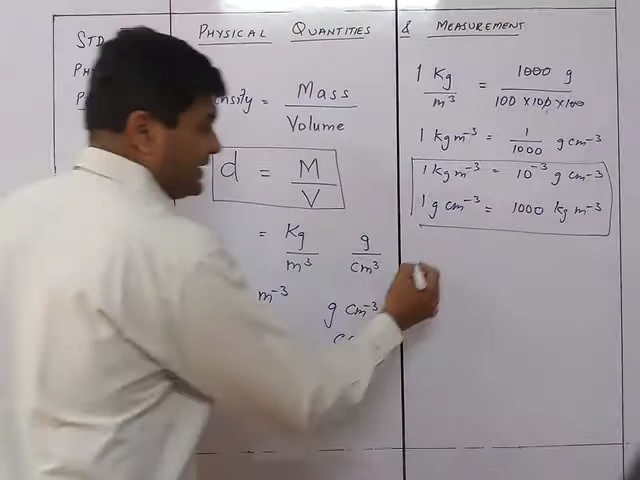 STD
PHYSICAL QUANTITIES & MEASUREMENT
= Mass / Volume
d = M / V
= Kg / m³ g / cm³
m⁻³ g cm⁻³
1 Kg / m³ = 1000 g / 100 × 100 × 100
1 Kg m⁻³ = 1 / 1000 g cm⁻³
1 Kg m⁻³ = 10⁻³ g cm⁻³
1 g cm⁻³ = 1000 kg m⁻³